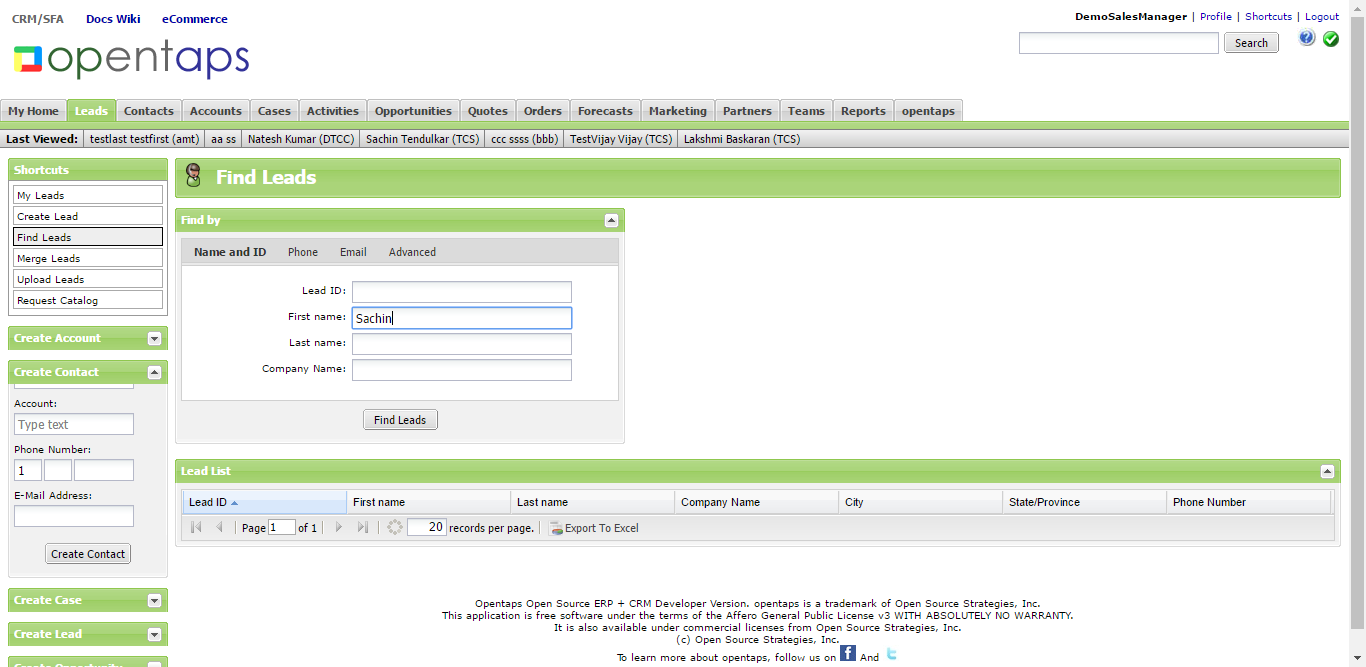 CRM/SFA Docs Wiki eCommerce
DemoSalesManager | Profile | Shortcuts | Logout
opentaps
Search
My Home Leads Contacts Accounts Cases Activities Opportunities Quotes Orders Forecasts Marketing Partners Teams Reports opentaps
Last Viewed: testlast testfirst (amt) aa ss Natesh Kumar (DTCC) Sachin Tendulkar (TCS) ccc ssss (bbb) TestVijay Vijay (TCS) Lakshmi Baskaran (TCS)
Shortcuts
My Leads
Create Lead
Find Leads
Merge Leads
Upload Leads
Request Catalog
Create Account
Create Contact
Account:
Type text
Phone Number:
1
E-Mail Address:
Create Contact
Create Case
Create Lead
Create Opportunity
Find Leads
Find by
Name and ID Phone Email Advanced
Lead ID:
First name: Sachin
Last name:
Company Name:
Find Leads
Lead List
Lead ID First name Last name Company Name City State/Province Phone Number
Page 1 of 1 20 records per page. Export To Excel
Opentaps Open Source ERP + CRM Developer Version. opentaps is a trademark of Open Source Strategies, Inc.
This application is free software under the terms of the Affero General Public License v3 WITH ABSOLUTELY NO WARRANTY.
It is also available under commercial licenses from Open Source Strategies, Inc.
(c) Open Source Strategies, Inc.
To learn more about opentaps, follow us on f And t